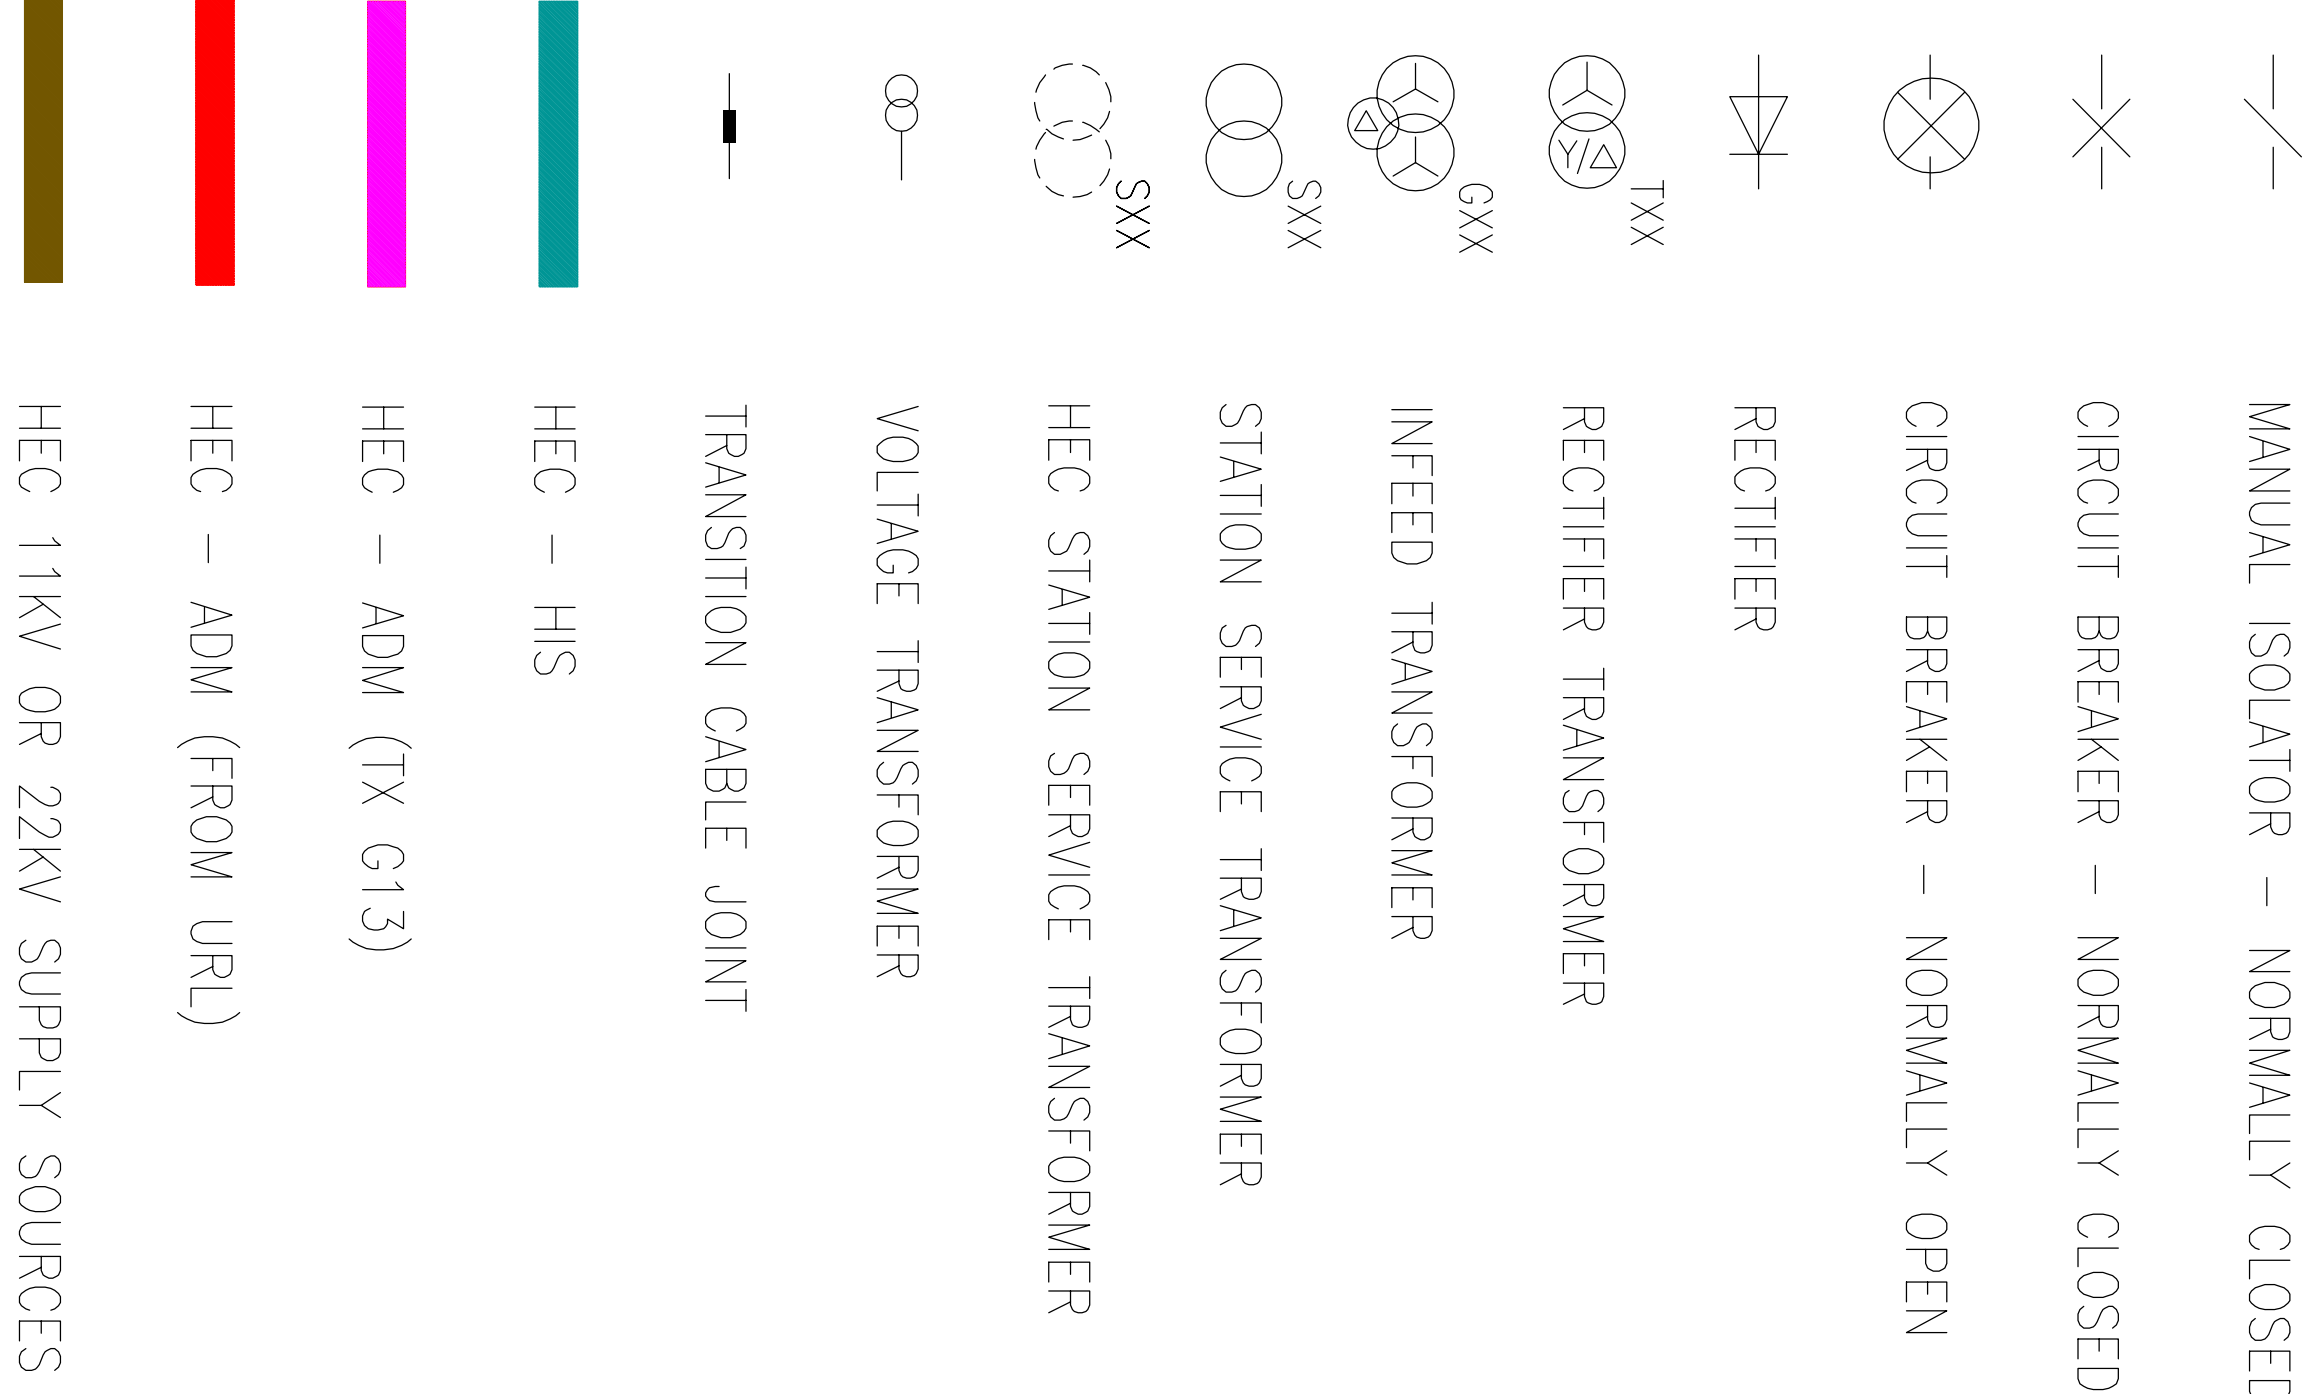 MANUAL ISOLATOR – NORMALLY CLOSED
CIRCUIT BREAKER – NORMALLY CLOSED
CIRCUIT BREAKER – NORMALLY OPEN
RECTIFIER
TXX
Y/△
RECTIFIER TRANSFORMER
GXX
INFEED TRANSFORMER
SXX
STATION SERVICE TRANSFORMER
SXX
HEC STATION SERVICE TRANSFORMER
VOLTAGE TRANSFORMER
TRANSITION CABLE JOINT
HEC – HIS
HEC – ADM (TX G13)
HEC – ADM (FROM URL)
HEC 11KV OR 22KV SUPPLY SOURCES